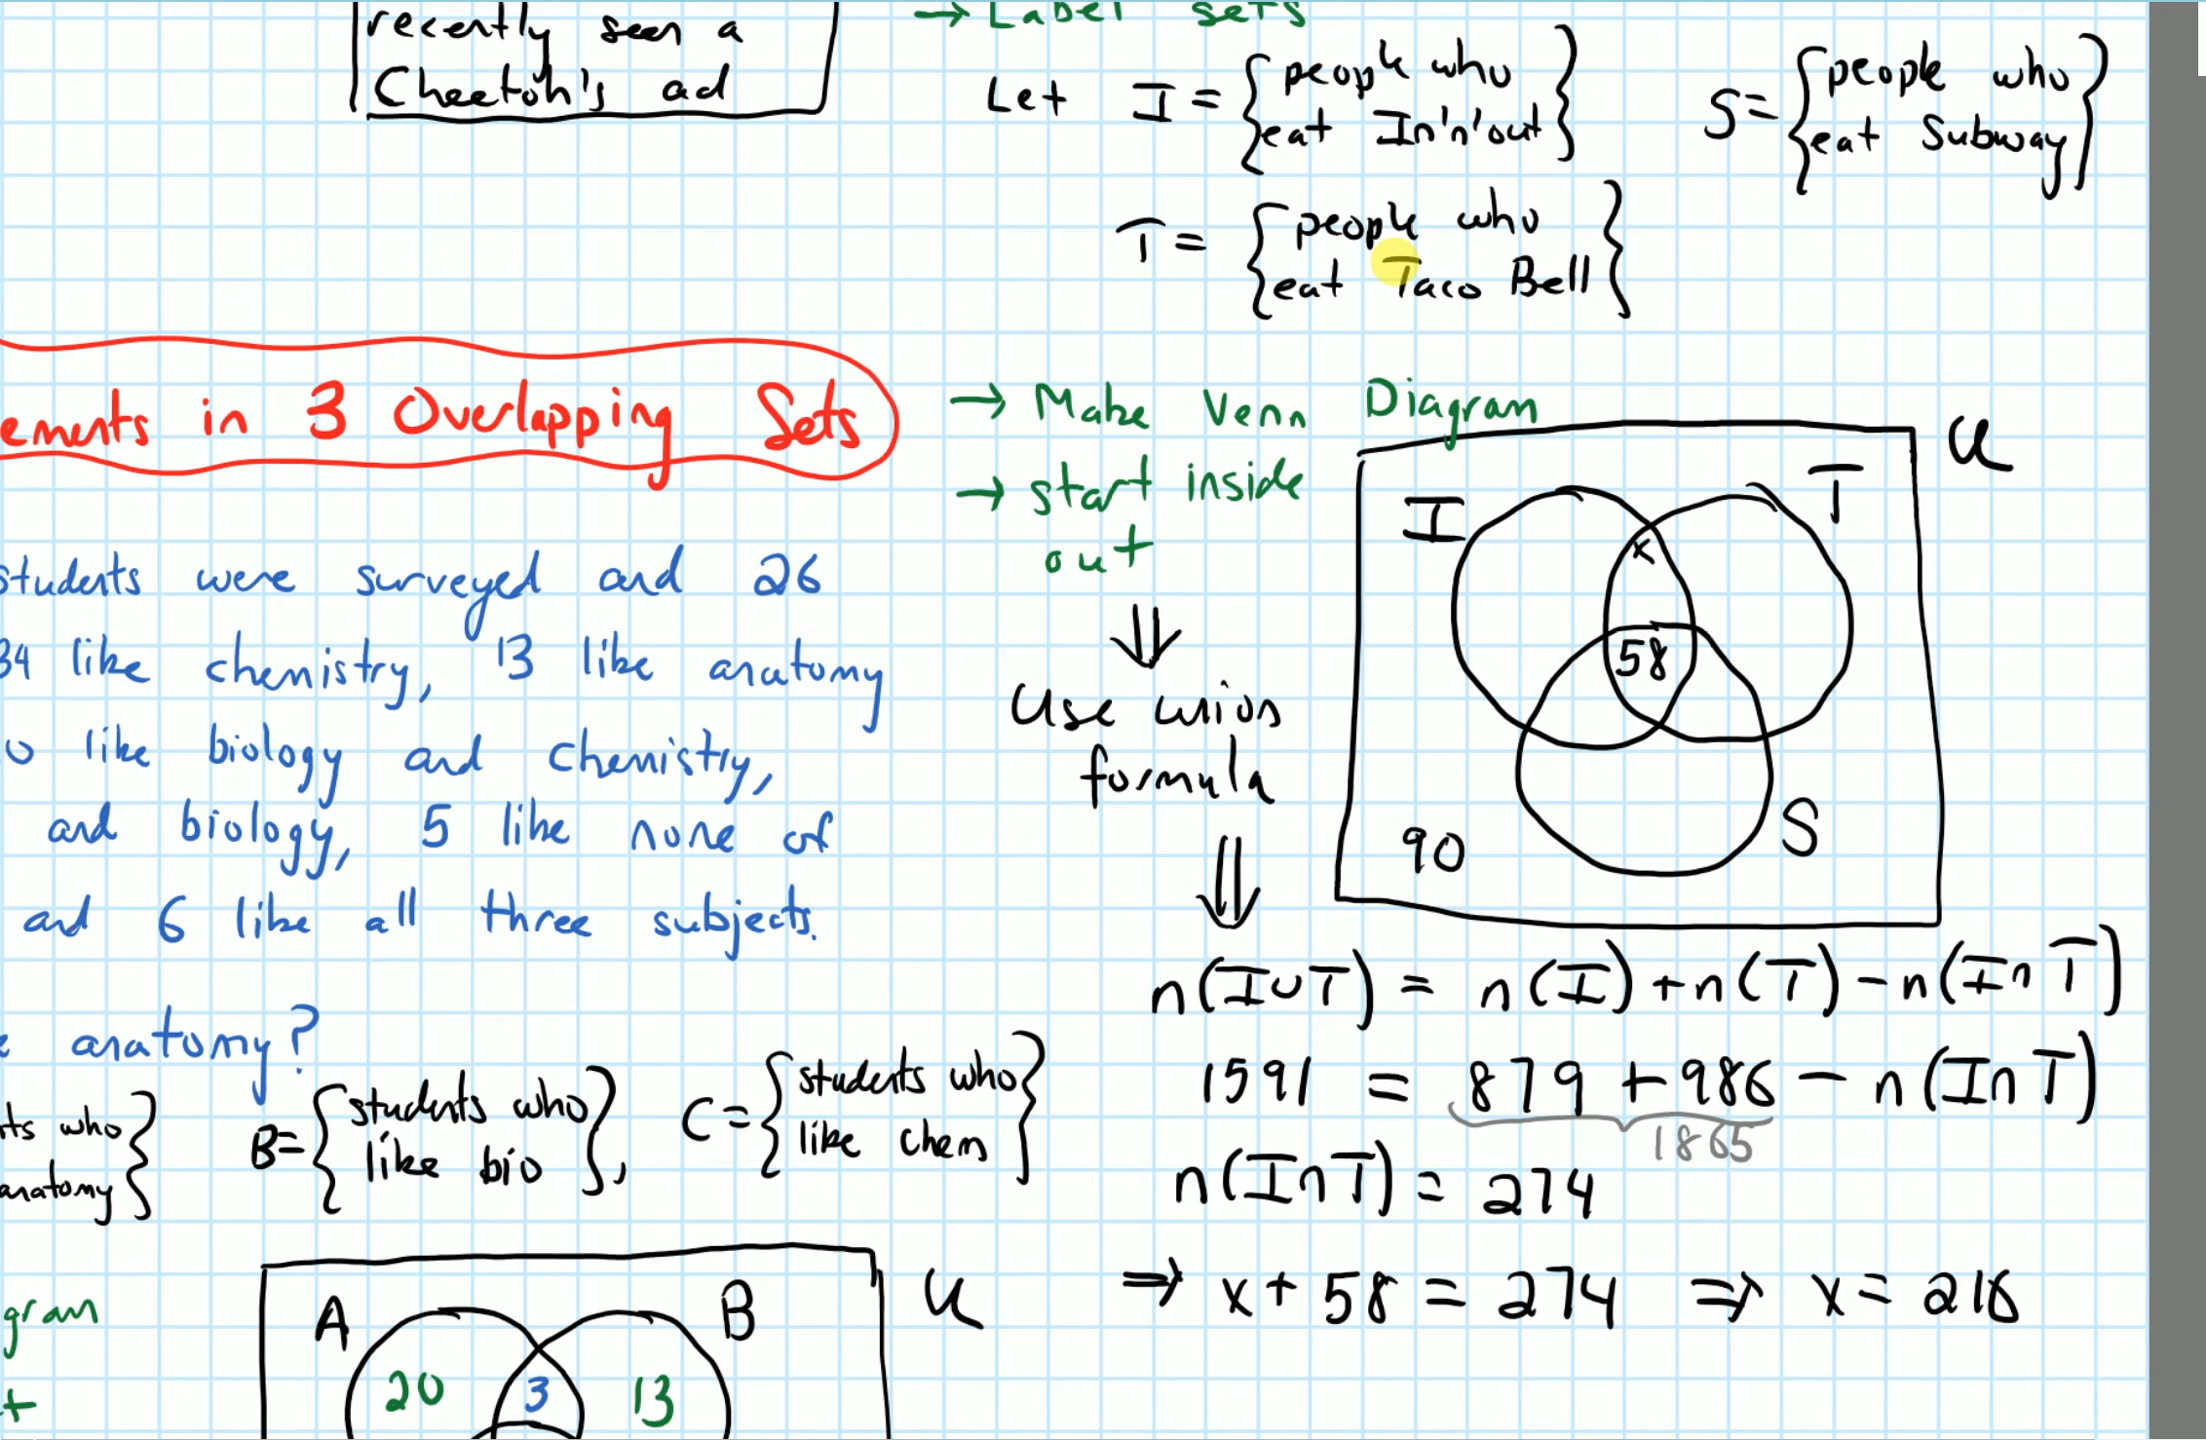 recently seen a
Cheetoh's ad
ements in 3 Overlapping Sets
students were surveyed and 26
34 like chemistry, 13 like anatomy
o like biology and chemistry,
and biology, 5 like none of
and 6 like all three subjects.
anatomy?
ts who
anatomy}
B={students who
like bio},
C={students who
like chem}
gram
t
A B U
20 3 13
→ Label sets
Let I = {people who
eat In'n'out}
S = {people who
eat Subway}
T = {people who
eat Taco Bell}
→ Make Venn Diagram
→ start inside
out
⇓
Use union
formula
⇓
U
I T
x
58
S
90
n(I∪T) = n(I) + n(T) − n(I∩T)
1591 = 879 + 986 − n(I∩T)
1865
n(I∩T) = 274
⇒ x + 58 = 274 ⇒ x = 216